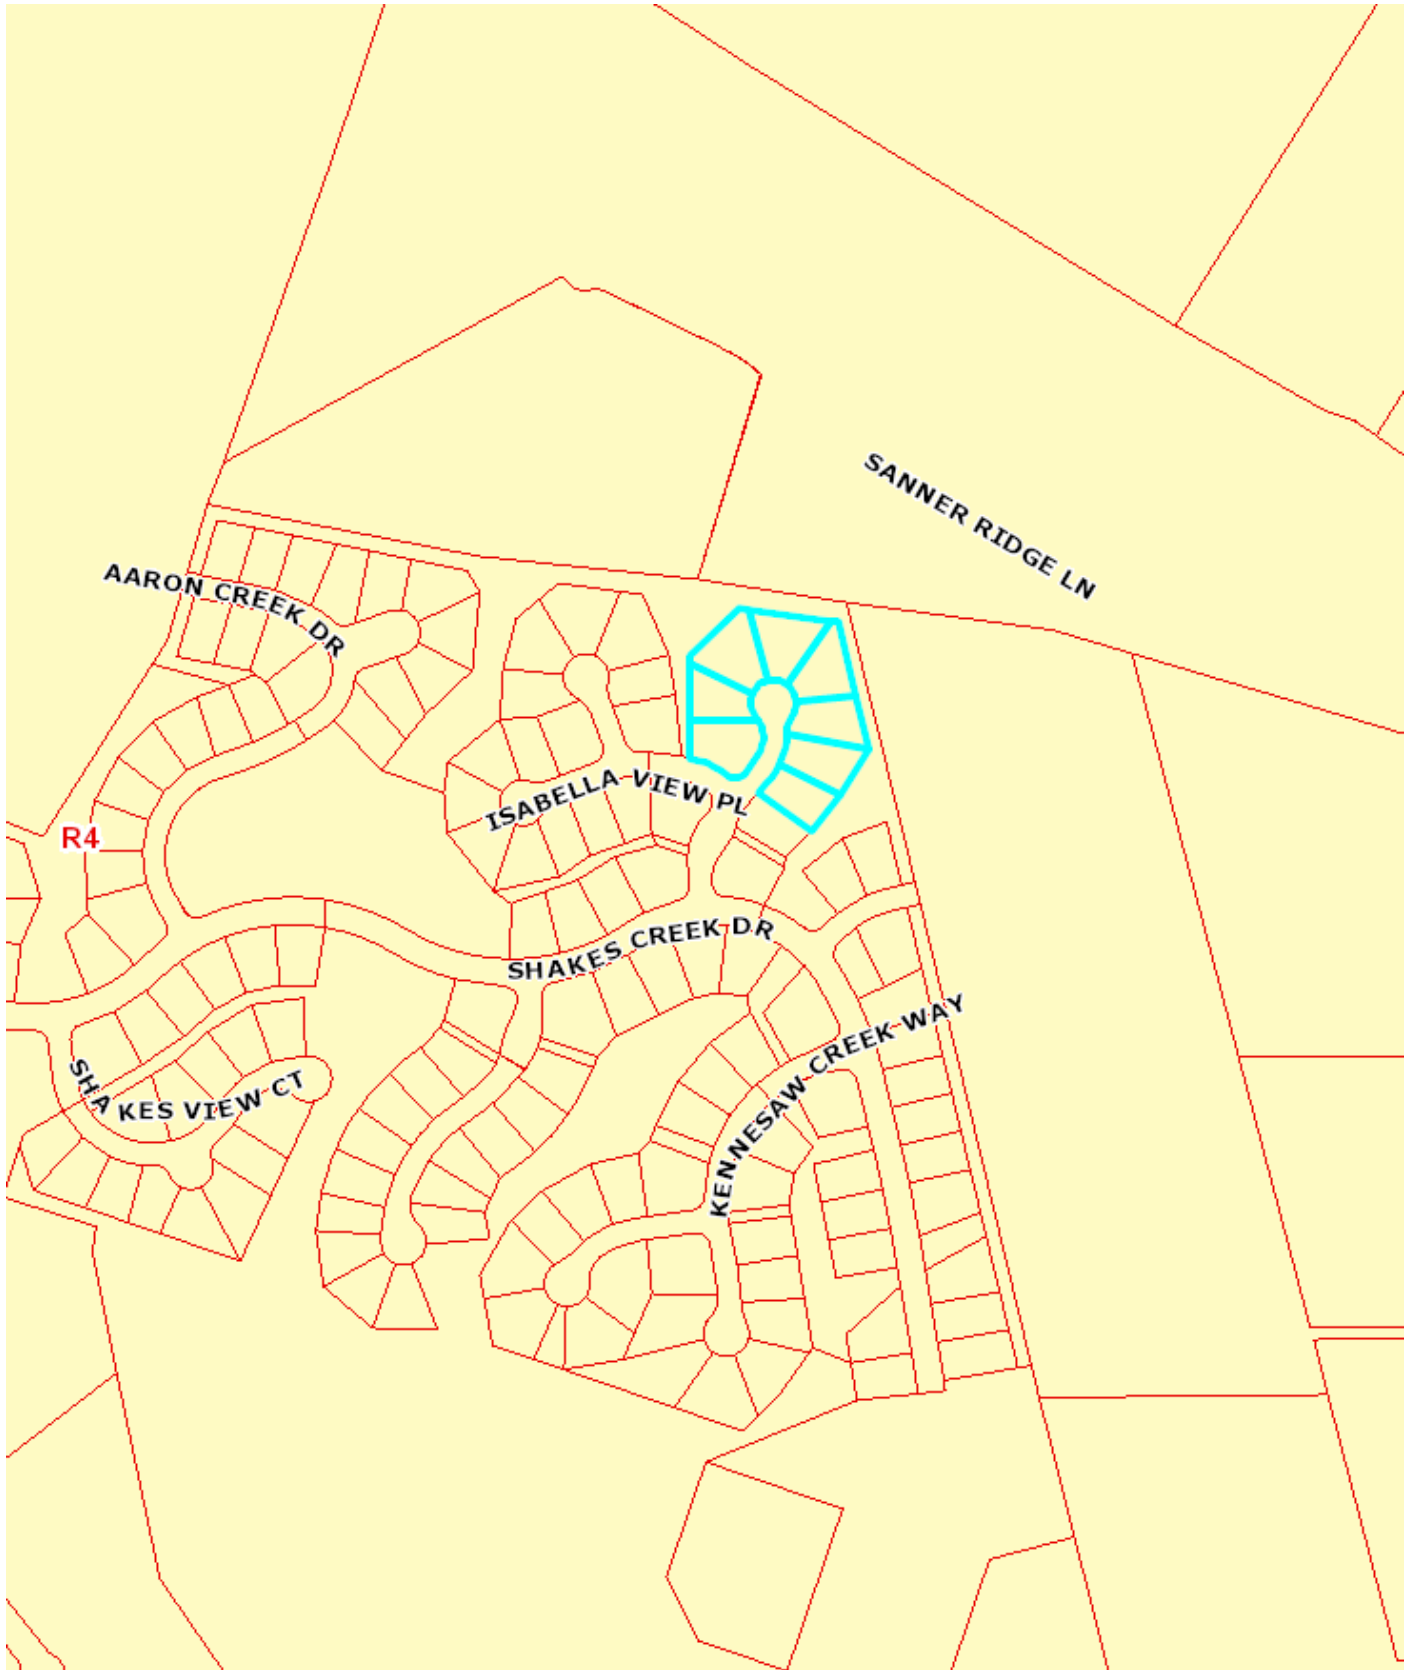 SANNER RIDGE LN
AARON CREEK DR
ISABELLA VIEW PL
R4
SHAKES CREEK DR
KENNESAW CREEK WAY
SHAKES VIEW CT